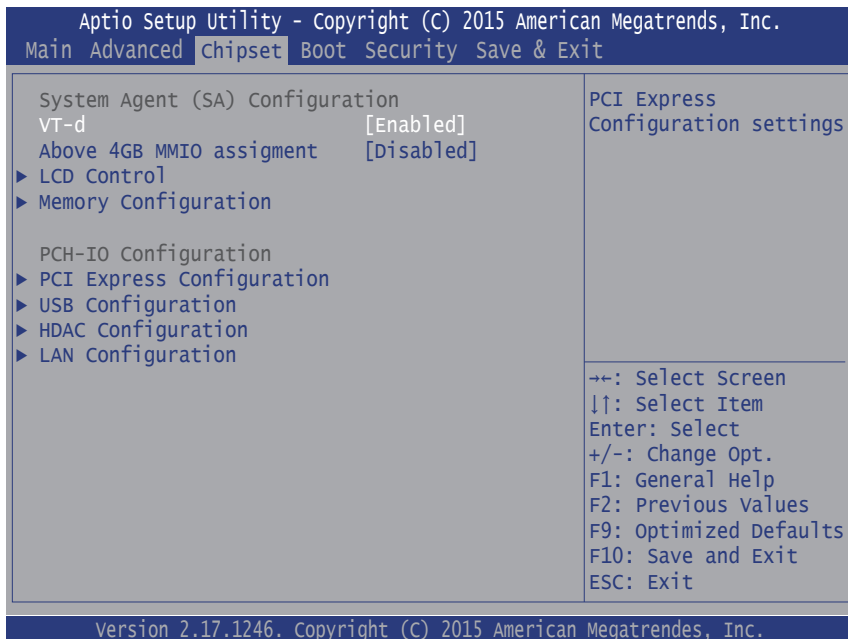 Aptio Setup Utility - Copyright (C) 2015 American Megatrends, Inc.
Main Advanced Chipset Boot Security Save & Exit
System Agent (SA) Configuration
VT-d [Enabled]
Above 4GB MMIO assigment [Disabled]
► LCD Control
► Memory Configuration
PCH-IO Configuration
► PCI Express Configuration
► USB Configuration
► HDAC Configuration
► LAN Configuration
PCI Express
Configuration settings
→←: Select Screen
↓↑: Select Item
Enter: Select
+/-: Change Opt.
F1: General Help
F2: Previous Values
F9: Optimized Defaults
F10: Save and Exit
ESC: Exit
Version 2.17.1246. Copyright (C) 2015 American Megatrendes, Inc.